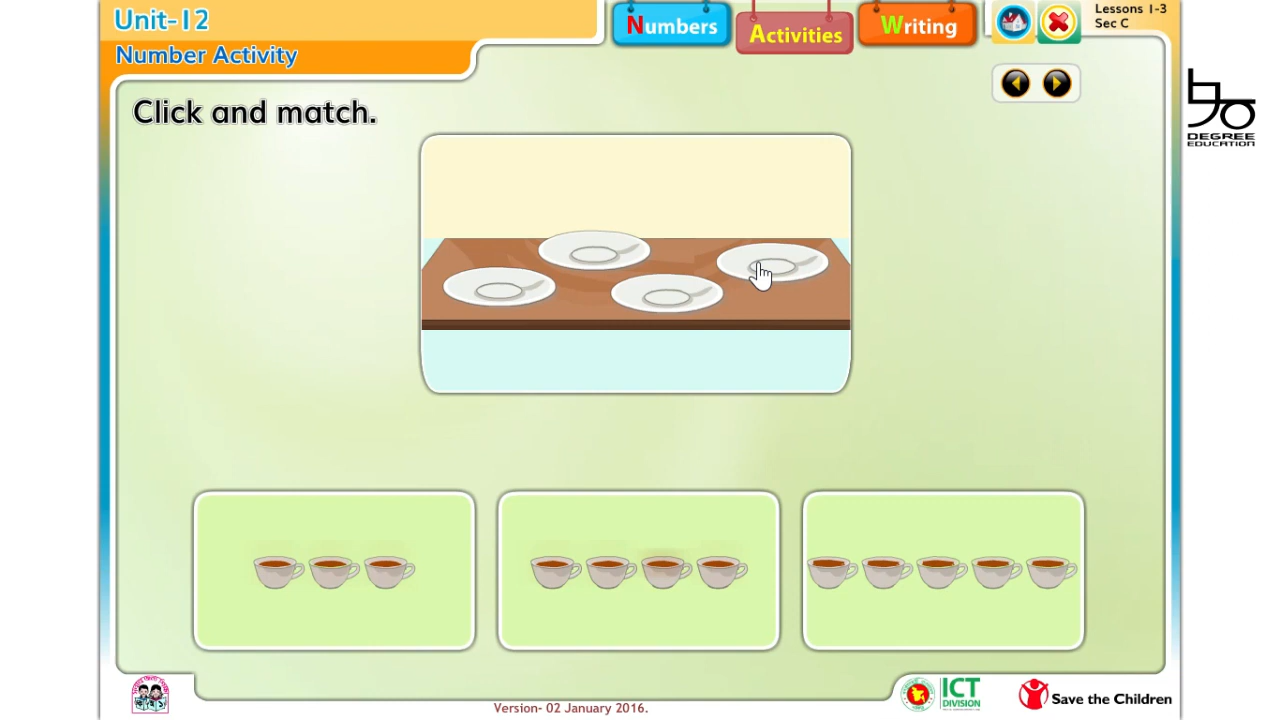 Unit-12
Number Activity
Numbers
Activities
Writing
Lessons 1-3
Sec C
Click and match.
DEGREE
EDUCATION
Version- 02 January 2016.
ICT
DIVISION
Save the Children